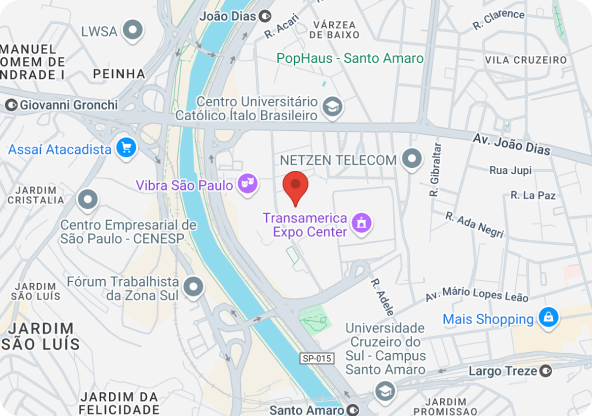 João Dias
R. Acari
VÁRZEA
DE BAIXO
R. Clarence
LWSA
MANUEL
OMEM DE
NDRADE I
PEINHA
PopHaus - Santo Amaro
VILA CRUZEIRO
Giovanni Gronchi
Centro Universitário
Católico Ítalo Brasileiro
Av. João Dias
Assaí Atacadista
NETZEN TELECOM
R. Gibraltar
Rua Jupi
Vibra São Paulo
R. La Paz
JARDIM
CRISTALIA
Transamerica
Expo Center
R. Ada Negri
Centro Empresarial de
São Paulo - CENESP
JARDIM
SÃO LUÍS
Fórum Trabalhista
da Zona Sul
R. Adele
Av. Mário Lopes Leão
Mais Shopping
JARDIM
SÃO LUÍS
Universidade
Cruzeiro do
Sul - Campus
Santo Amaro
SP-015
Largo Treze
JARDIM DA
FELICIDADE
Santo Amaro
JARDIM
PROMISSAO